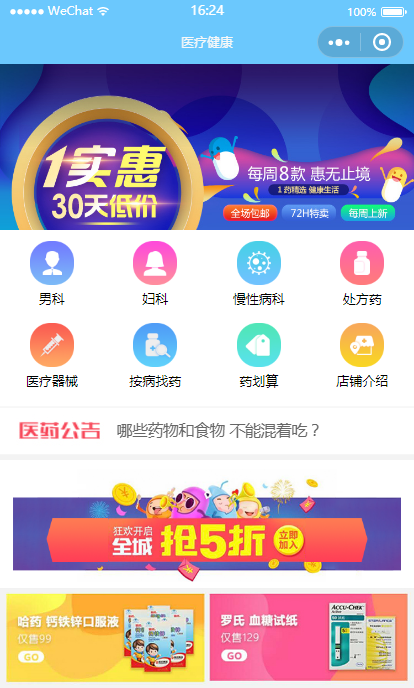 WeChat 16:24 100%
医疗健康
1实惠
30天低价
每周8款 惠无止境
1 药精选 健康生活
全场包邮 72H特卖 每周上新
男科 妇科 慢性病科 处方药
医疗器械 按病找药 药划算 店铺介绍
医药公告 哪些药物和食物 不能混着吃？
狂欢开启
全城 抢5折 立即加入
哈药 钙铁锌口服液
仅售99
GO
罗氏 血糖试纸
仅售129
GO
ACCU-CHEK
Active